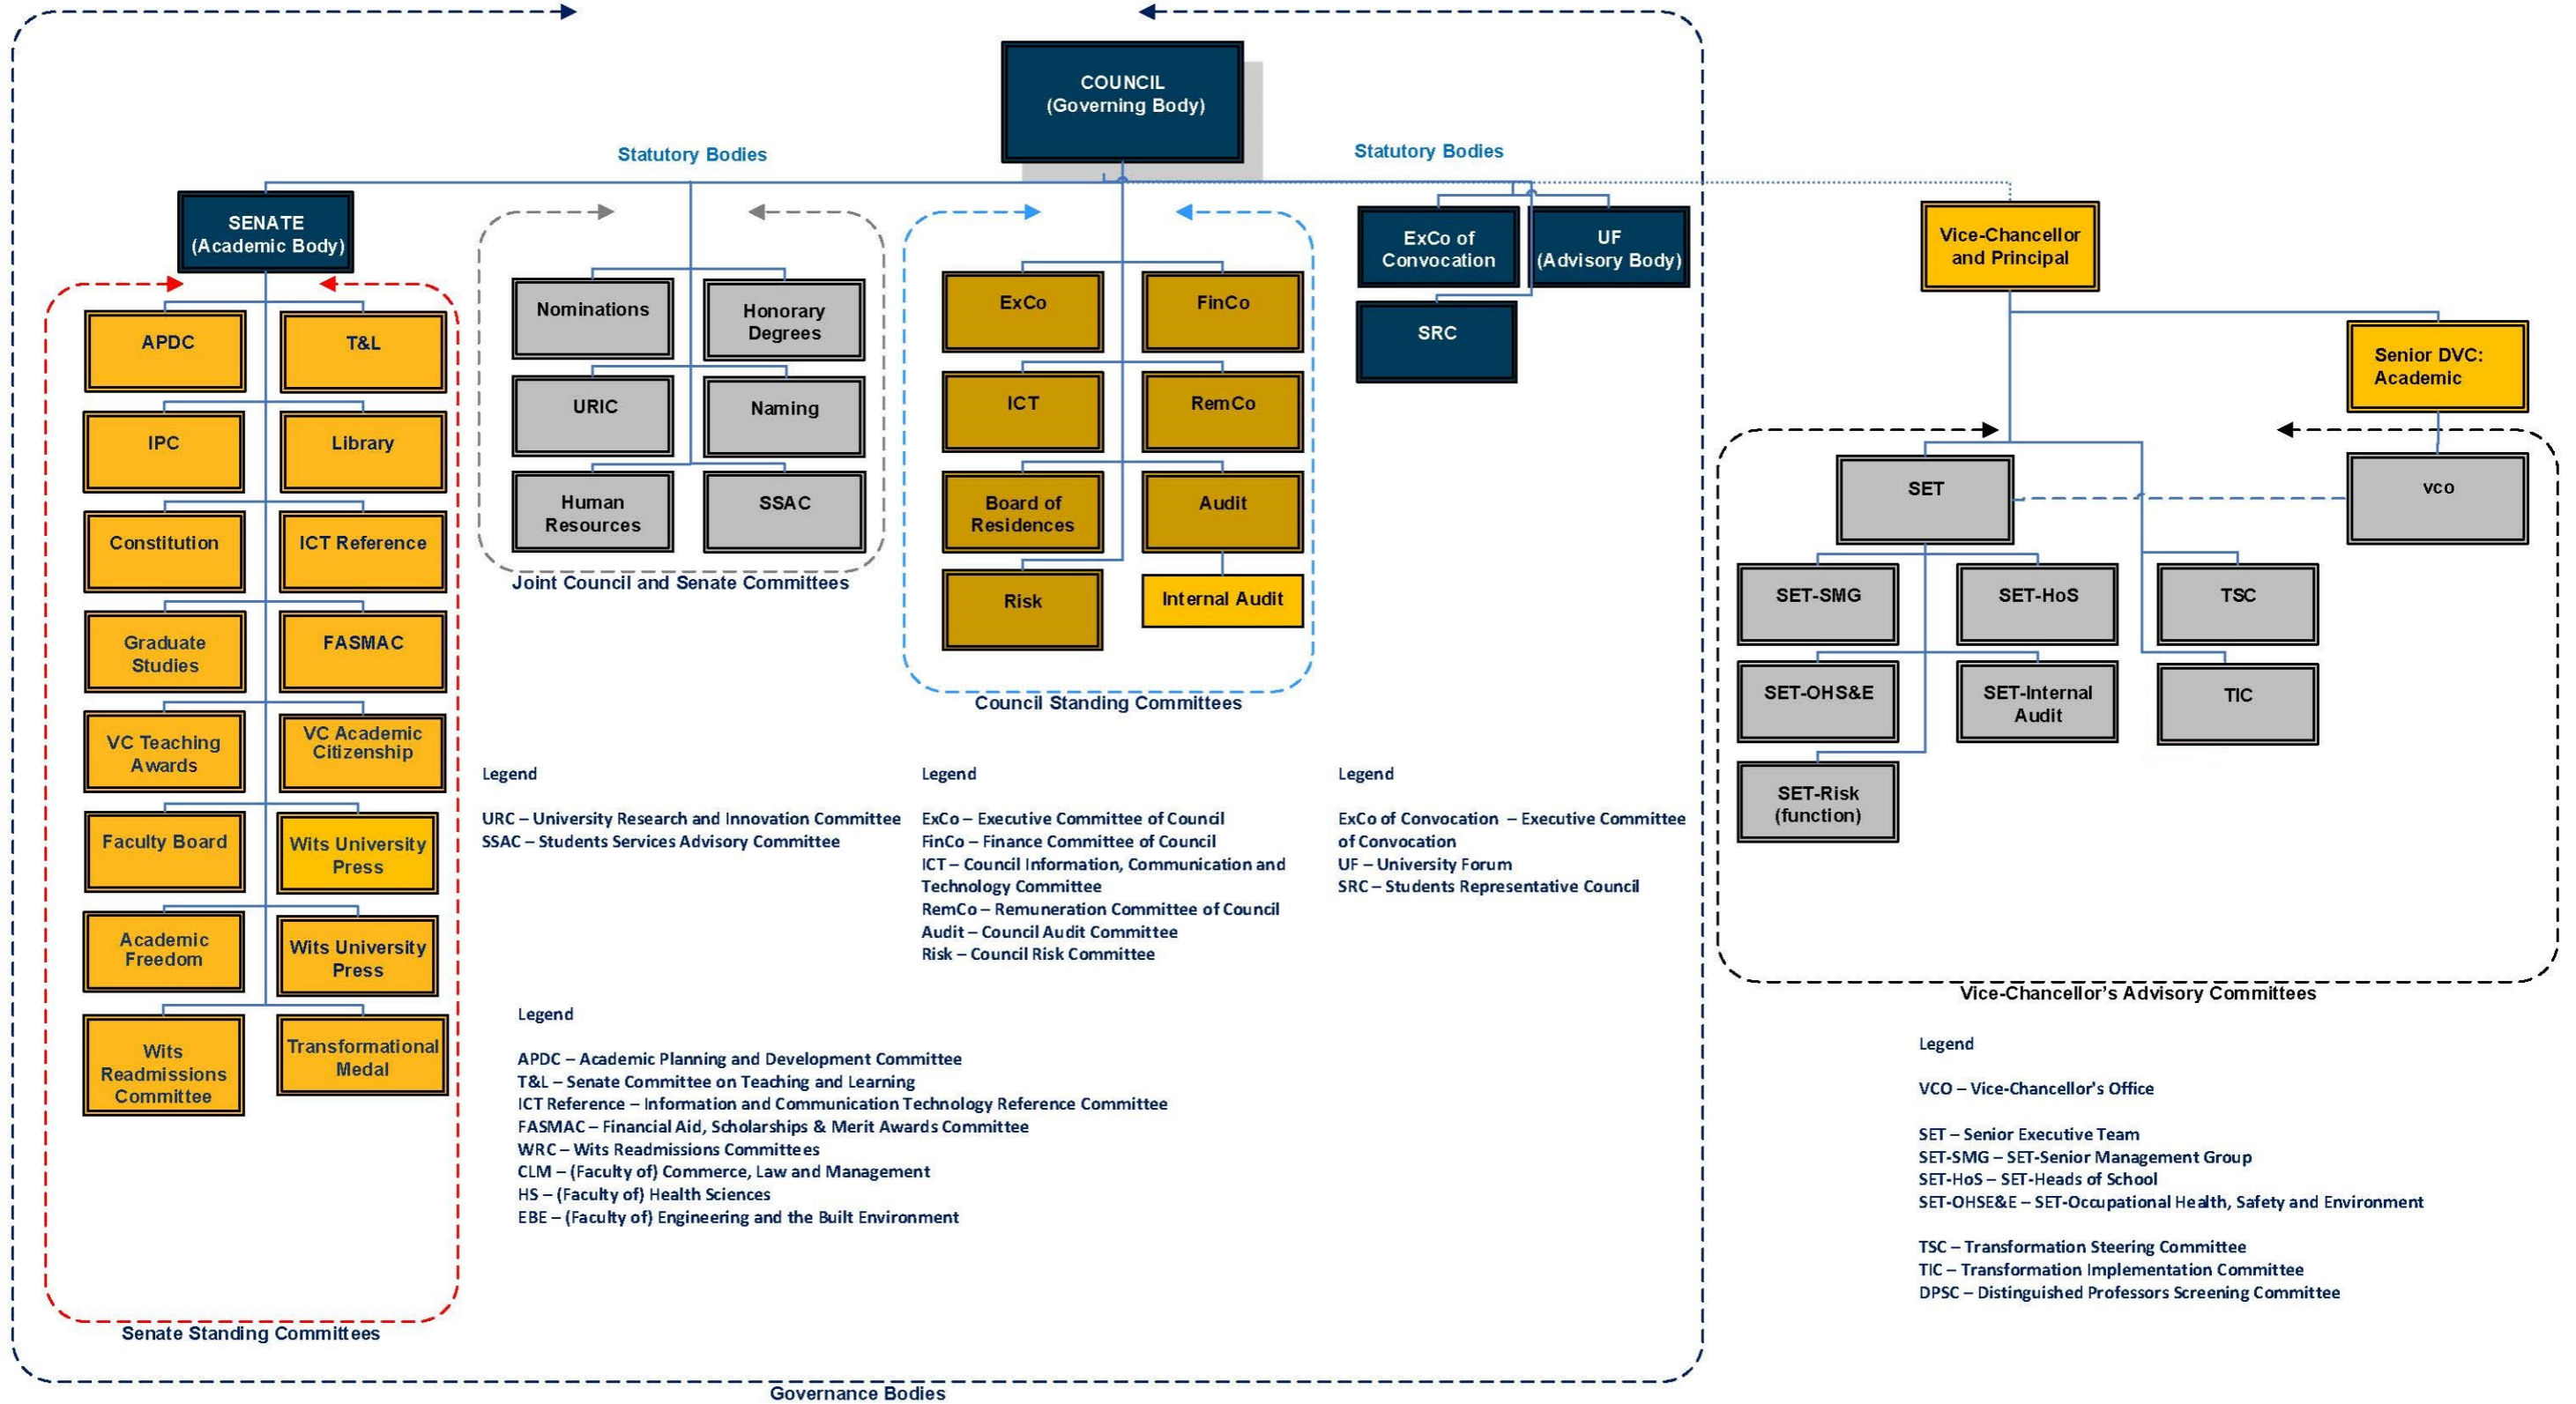 COUNCIL
(Governing Body)
Statutory Bodies
Statutory Bodies
SENATE
(Academic Body)
APDC
T&L
IPC
Library
Constitution
ICT Reference
Graduate
Studies
FASMAC
VC Teaching
Awards
VC Academic
Citizenship
Faculty Board
Wits University
Press
Academic
Freedom
Wits University
Press
Wits
Readmissions
Committee
Transformational
Medal
Senate Standing Committees
Nominations
Honorary
Degrees
URIC
Naming
Human
Resources
SSAC
Joint Council and Senate Committees
ExCo
FinCo
ICT
RemCo
Board of
Residences
Audit
Risk
Internal Audit
Council Standing Committees
ExCo of
Convocation
UF
(Advisory Body)
SRC
Vice-Chancellor
and Principal
Senior DVC:
Academic
SET
vco
SET-SMG
SET-HoS
TSC
SET-OHS&E
SET-Internal
Audit
TIC
SET-Risk
(function)
Vice-Chancellor's Advisory Committees
Legend
URC – University Research and Innovation Committee
SSAC – Students Services Advisory Committee
Legend
ExCo – Executive Committee of Council
FinCo – Finance Committee of Council
ICT – Council Information, Communication and
Technology Committee
RemCo – Remuneration Committee of Council
Audit – Council Audit Committee
Risk – Council Risk Committee
Legend
ExCo of Convocation – Executive Committee
of Convocation
UF – University Forum
SRC – Students Representative Council
Legend
APDC – Academic Planning and Development Committee
T&L – Senate Committee on Teaching and Learning
ICT Reference – Information and Communication Technology Reference Committee
FASMAC – Financial Aid, Scholarships & Merit Awards Committee
WRC – Wits Readmissions Committees
CLM – (Faculty of) Commerce, Law and Management
HS – (Faculty of) Health Sciences
EBE – (Faculty of) Engineering and the Built Environment
Legend
VCO – Vice-Chancellor's Office
SET – Senior Executive Team
SET-SMG – SET-Senior Management Group
SET-HoS – SET-Heads of School
SET-OHSE&E – SET-Occupational Health, Safety and Environment
TSC – Transformation Steering Committee
TIC – Transformation Implementation Committee
DPSC – Distinguished Professors Screening Committee
Governance Bodies